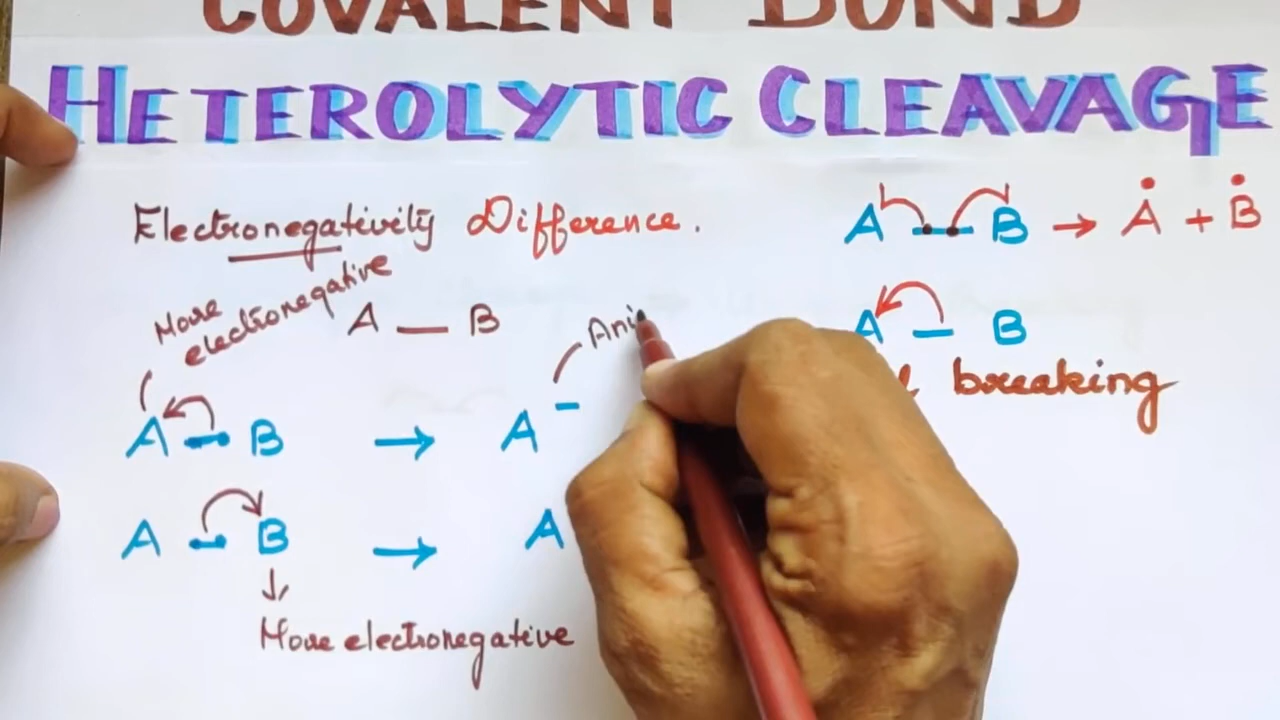 COVALENT BOND
HETEROLYTIC CLEAVAGE
Electronegativity Difference.
A — B → Ȧ + Ḃ
More
electronegative
A — B
Ani
A — B
breaking
A — B → A −
A — B → A
More electronegative